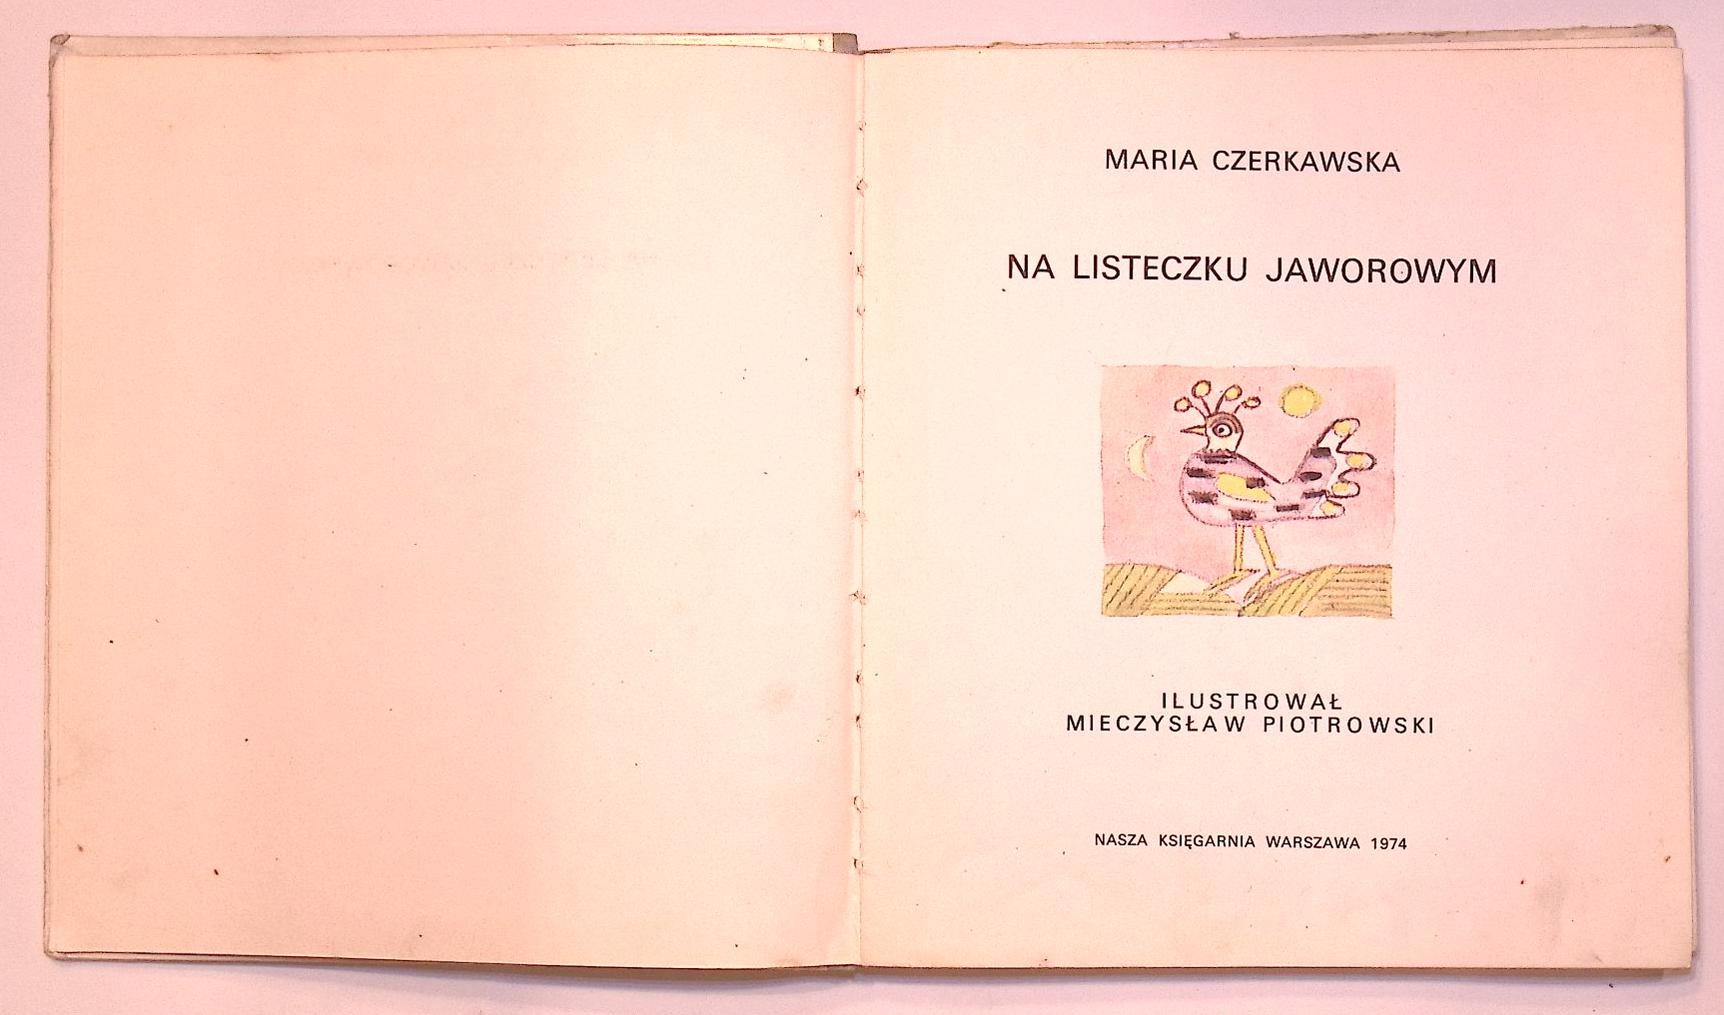 MARIA CZERKAWSKA
NA LISTECZKU JAWOROWYM
ILUSTROWAŁ
MIECZYSŁAW PIOTROWSKI
NASZA KSIĘGARNIA WARSZAWA 1974